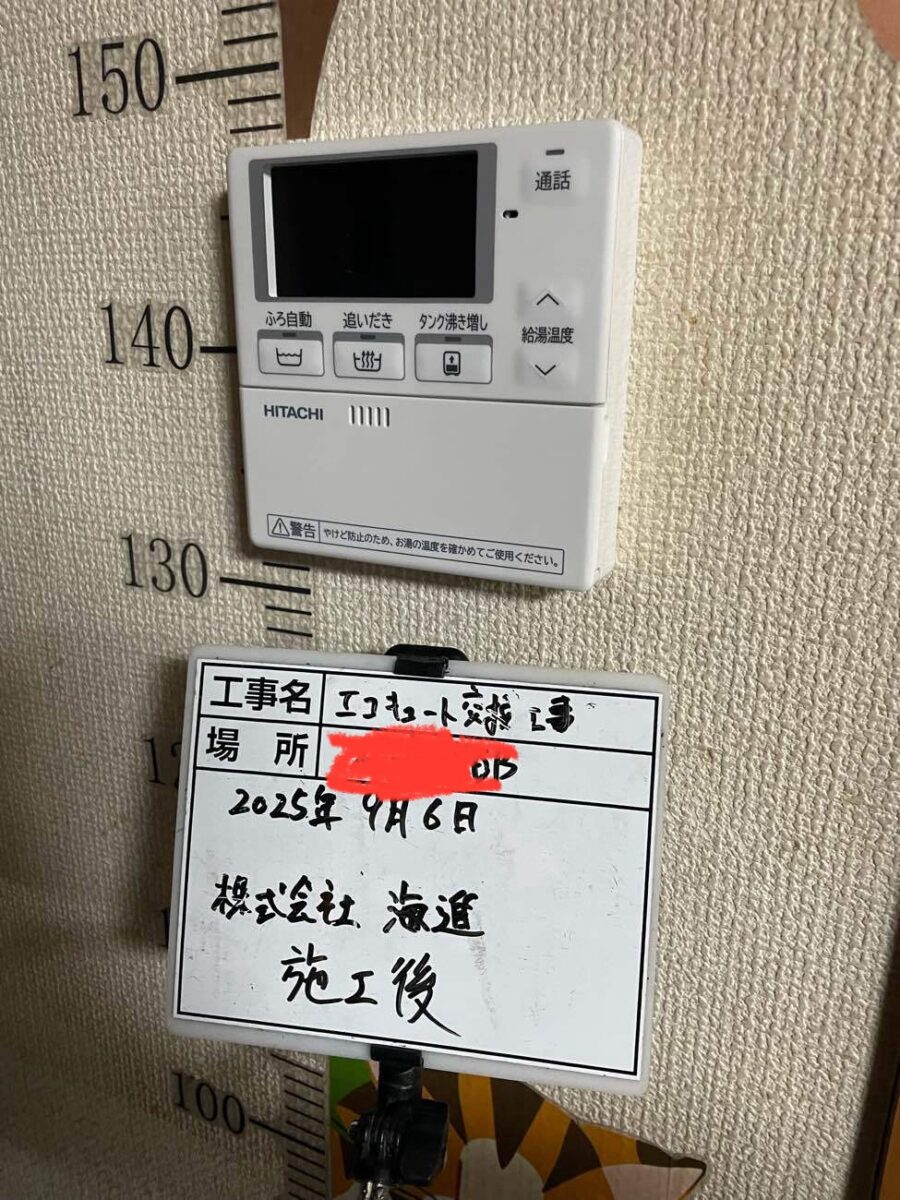 150
通話
140
ふろ自動 追いだき タンク沸き増し
給湯温度
HITACHI
130
警告 やけど防止のため、お湯の温度を確かめてご使用ください。
工事名 エコキュート交換工事
場所 邸
2025年9月6日
株式会社 海進
施工後
100